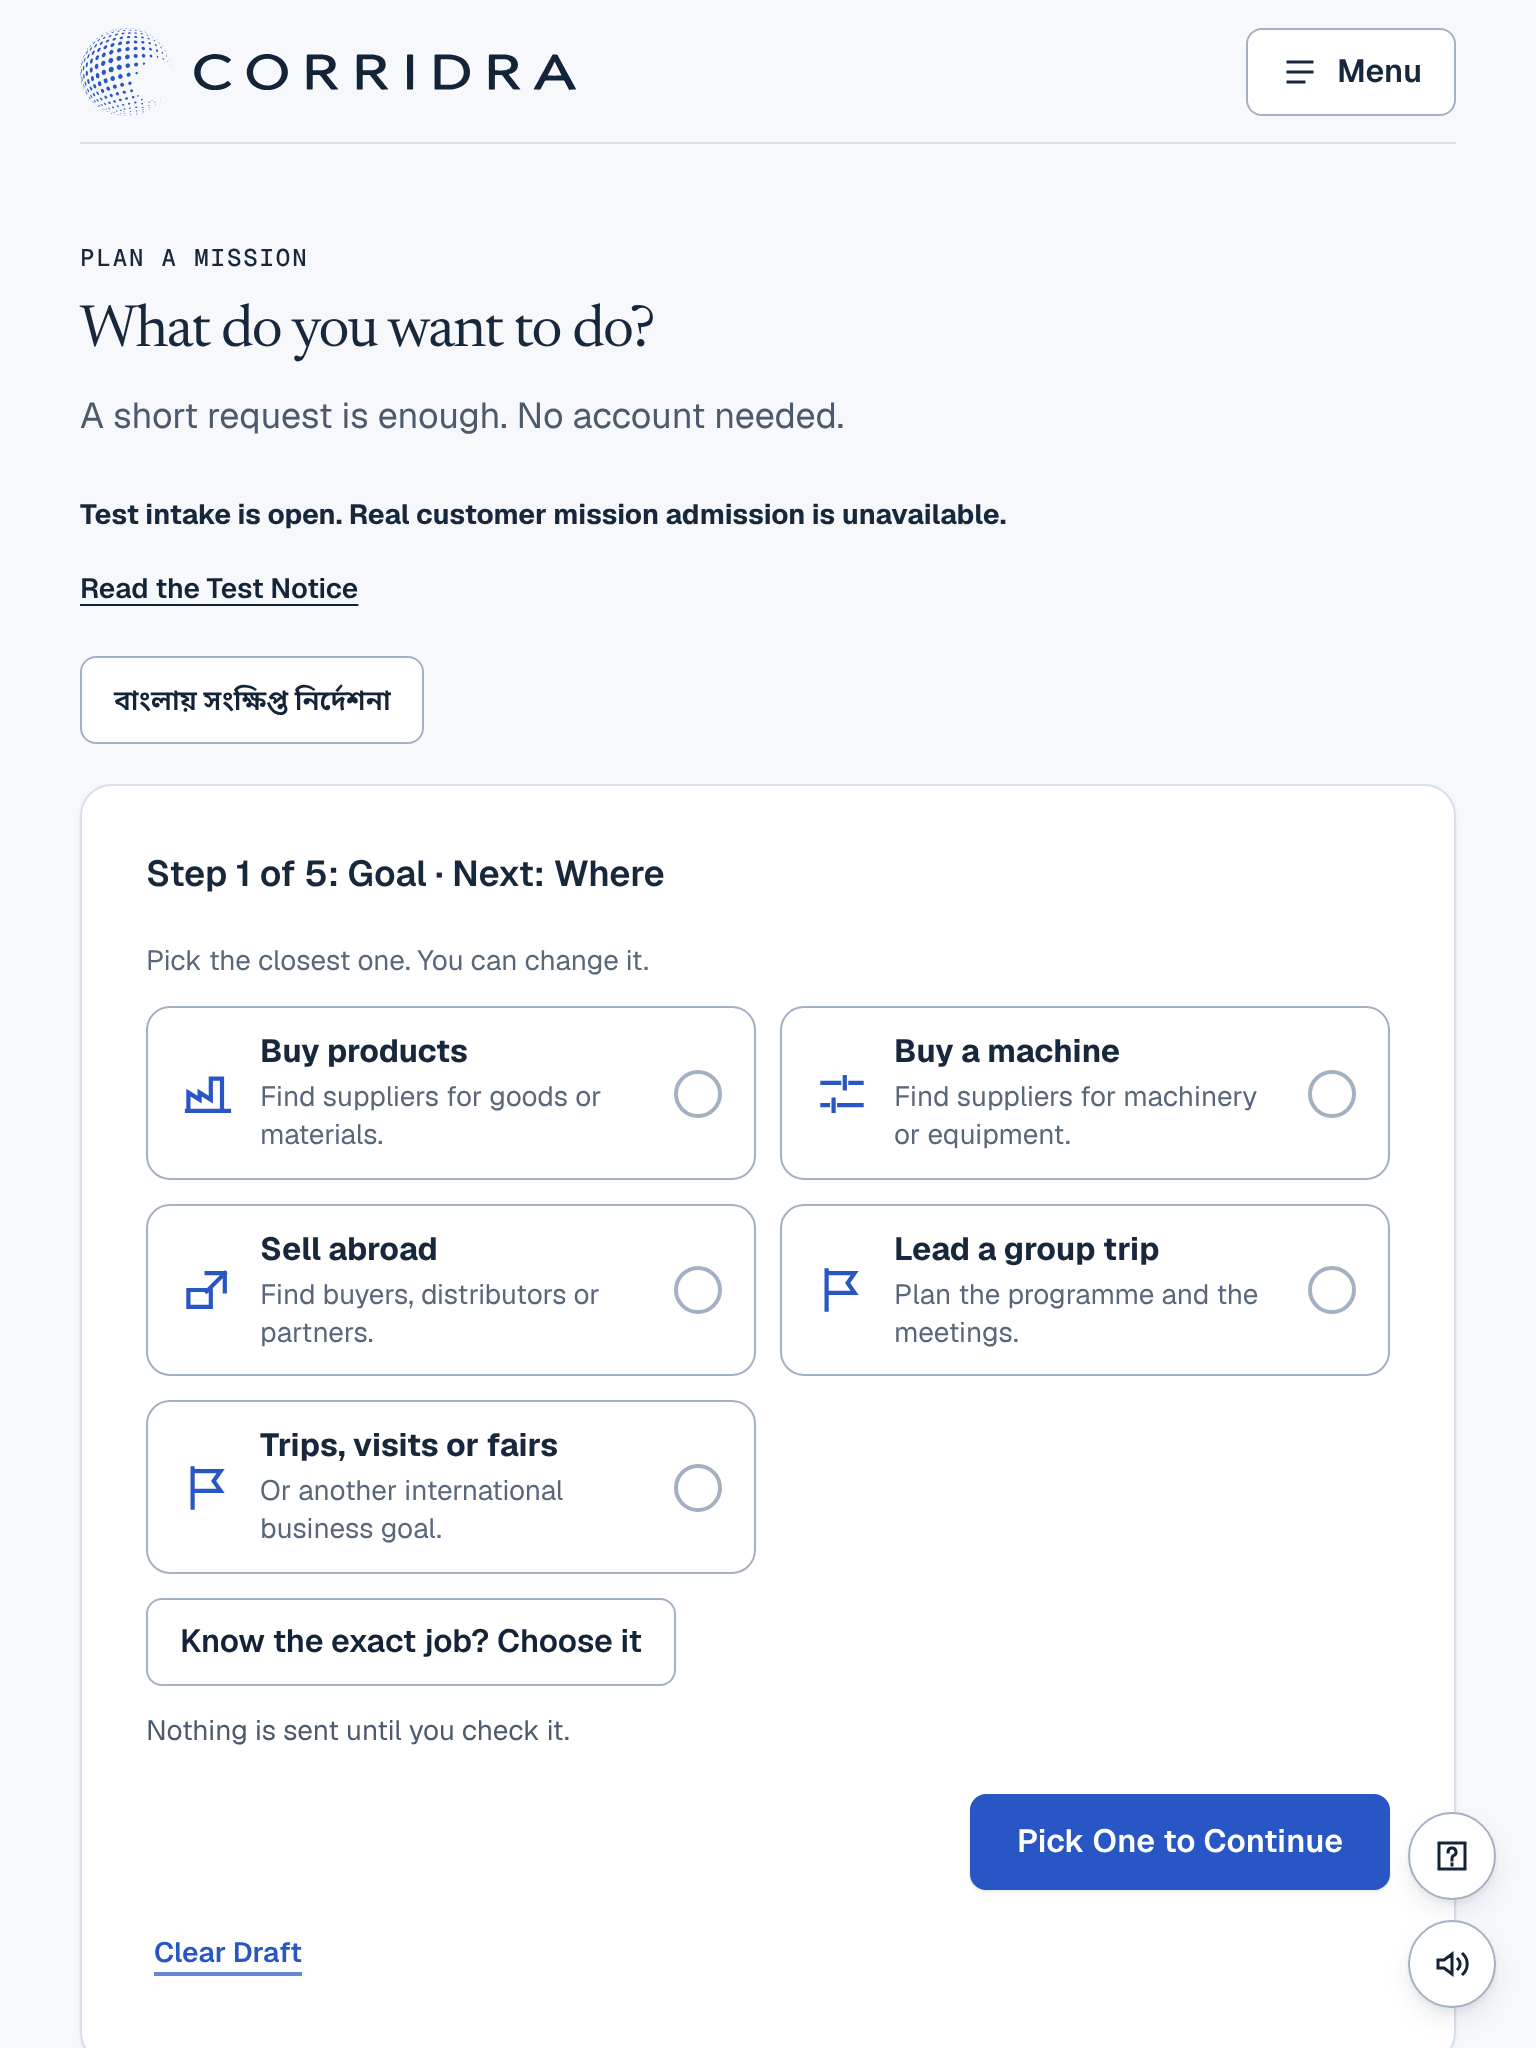 CORRIDRA
Menu
PLAN A MISSION
What do you want to do?
A short request is enough. No account needed.
Test intake is open. Real customer mission admission is unavailable.
Read the Test Notice
বাংলায় সংক্ষিপ্ত নির্দেশনা
Step 1 of 5: Goal · Next: Where
Pick the closest one. You can change it.
Buy products
Find suppliers for goods or
materials.
Buy a machine
Find suppliers for machinery
or equipment.
Sell abroad
Find buyers, distributors or
partners.
Lead a group trip
Plan the programme and the
meetings.
Trips, visits or fairs
Or another international
business goal.
Know the exact job? Choose it
Nothing is sent until you check it.
Pick One to Continue
Clear Draft